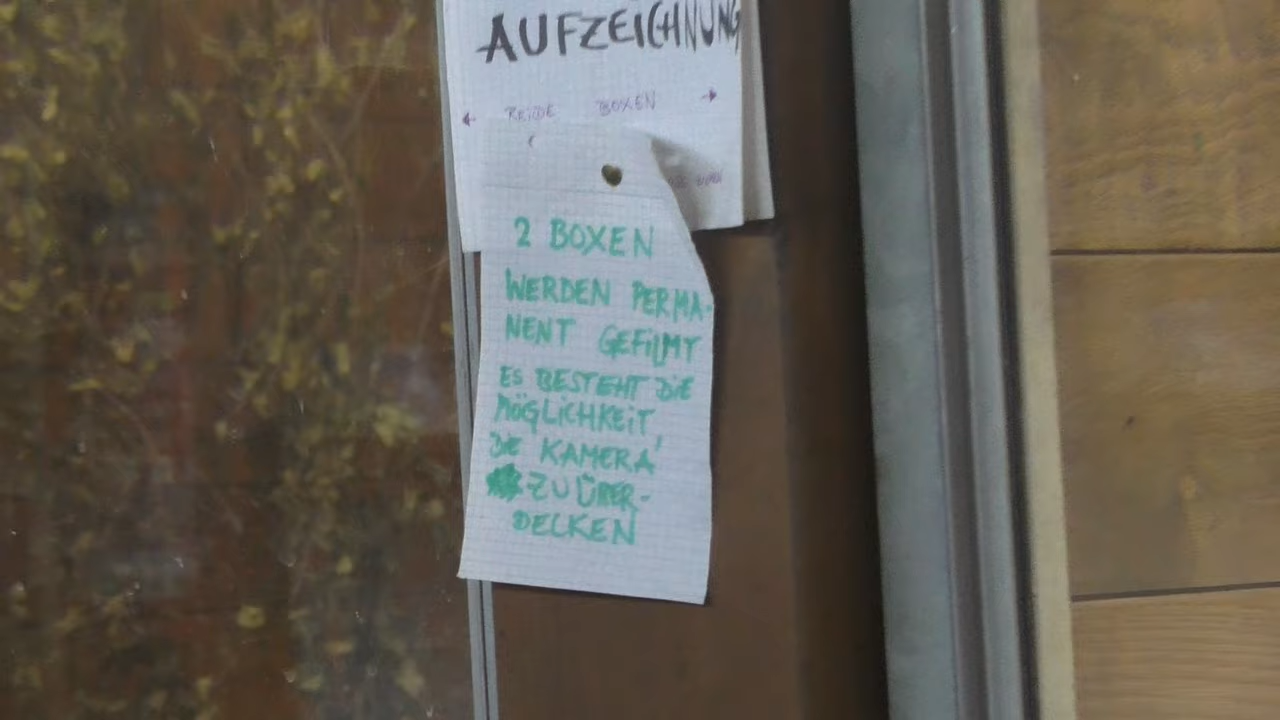 AUFZEICHNUNG
← BEIDE BOXEN →
2 BOXEN
WERDEN PERMA-
NENT GEFILMT
ES BESTEHT DIE
MÖGLICHKEIT,
DIE KAMERA
ZU ÜBER-
DECKEN